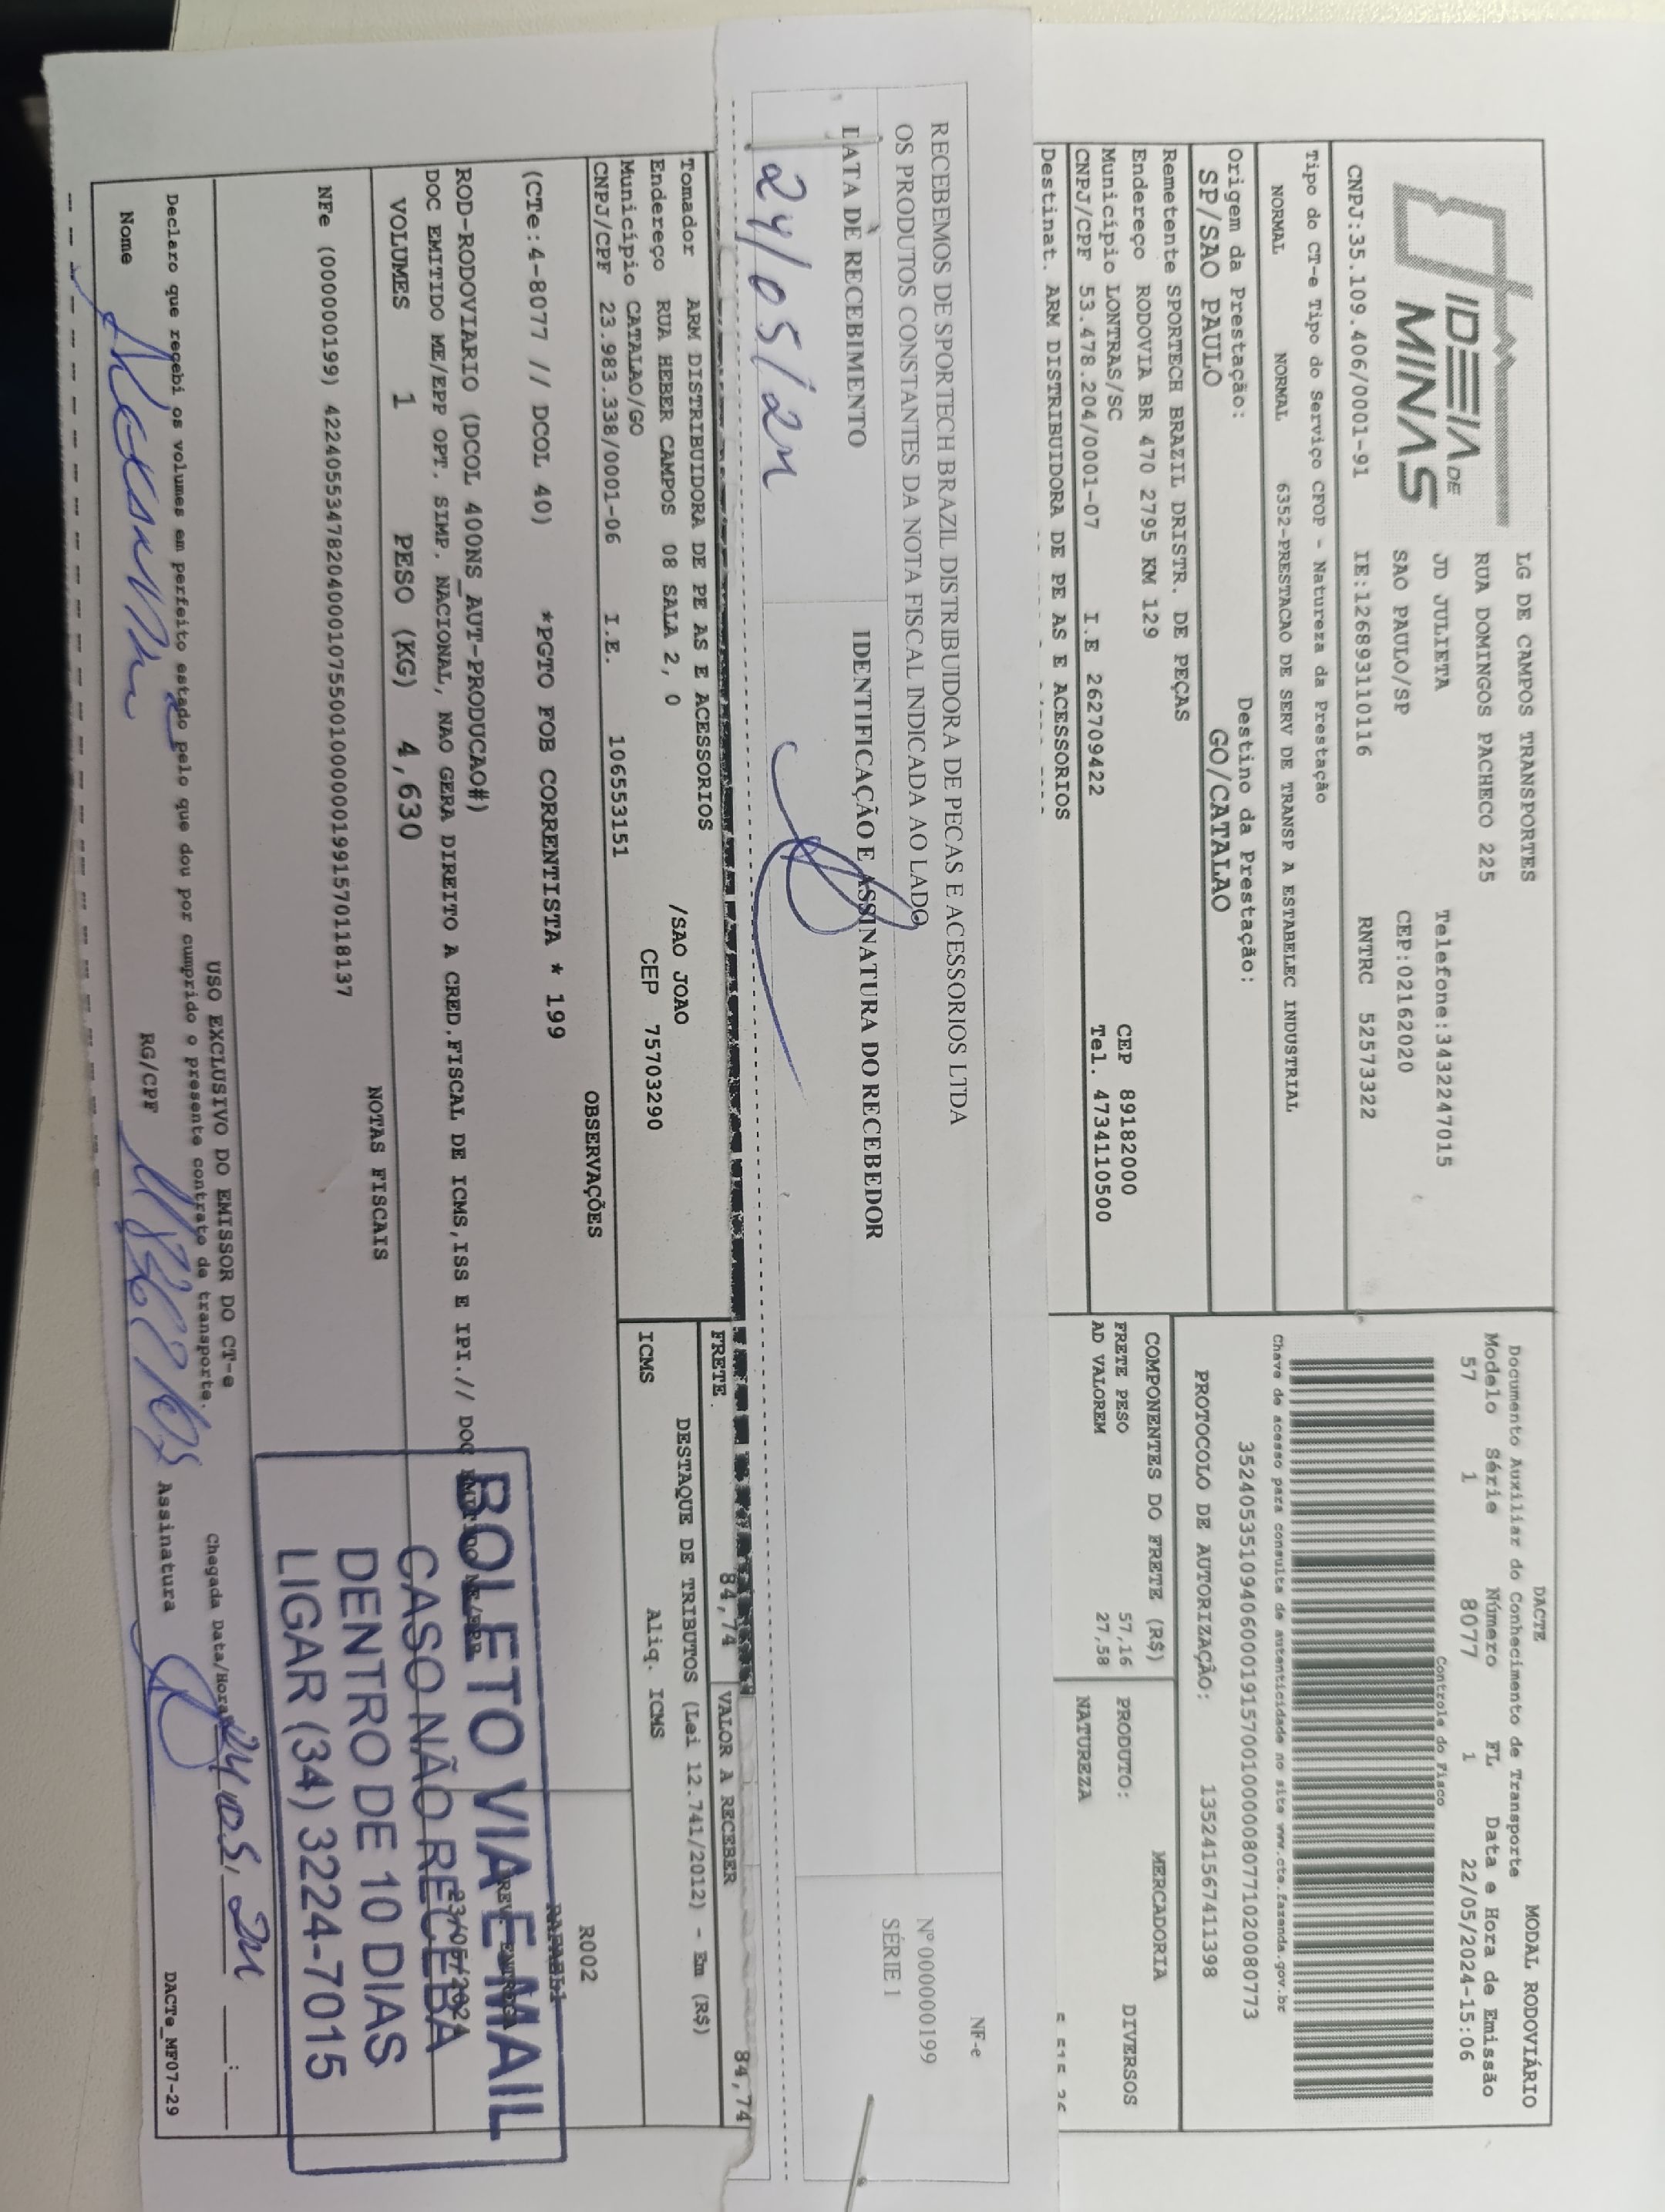 IDEIA DE
MINAS
LG DE CAMPOS TRANSPORTES
RUA DOMINGOS PACHECO 225
JD JULIETA Telefone:3432247015
SAO PAULO/SP CEP:02162020
CNPJ:35.109.406/0001-91 IE:126893110116 RNTRC 52573322
DACTE
Documento Auxiliar do Conhecimento de Transporte
MODAL RODOVIÁRIO
Modelo Série Número FL Data e Hora de Emissão
57 1 8077 1 22/05/2024-15:06
Controle do Fisco
Tipo do CT-e Tipo do Serviço CFOP - Natureza da Prestação
NORMAL NORMAL 6352-PRESTACAO DE SERV DE TRANSP A ESTABELEC INDUSTRIAL
Chave de acesso para consulta de autenticidade no site www.cte.fazenda.gov.br
35240535109406000191570010000080771020080773
Origem da Prestação: Destino da Prestação:
SP/SAO PAULO GO/CATALAO
PROTOCOLO DE AUTORIZAÇÃO: 135241567411398
Remetente SPORTECH BRAZIL DRISTR. DE PEÇAS
Endereço RODOVIA BR 470 2795 KM 129
Município LONTRAS/SC CEP 89182000
CNPJ/CPF 53.478.204/0001-07 I.E 262709422 Tel. 4734110500
COMPONENTES DO FRETE (R$) MERCADORIA
FRETE PESO 57,16 PRODUTO: DIVERSOS
AD VALOREM 27,58 NATUREZA
Destinat. ARM DISTRIBUIDORA DE PE AS E ACESSORIOS
RECEBEMOS DE SPORTECH BRAZIL DISTRIBUIDORA DE PECAS E ACESSORIOS LTDA
OS PRODUTOS CONSTANTES DA NOTA FISCAL INDICADA AO LADO
NF-e
Nº 000000199
SÉRIE 1
DATA DE RECEBIMENTO IDENTIFICAÇÃO E ASSINATURA DO RECEBEDOR
24/05/24
FRETE 84,74 VALOR A RECEBER 84,74
Tomador ARM DISTRIBUIDORA DE PE AS E ACESSORIOS
Endereço RUA HEBER CAMPOS 08 SALA 2, 0 /SAO JOAO
Município CATALAO/GO CEP 75703290
CNPJ/CPF 23.983.338/0001-06 I.E. 106553151
DESTAQUE DE TRIBUTOS (Lei 12.741/2012) - Em (R$)
ICMS Aliq. ICMS
OBSERVAÇÕES
R002
(CTe:4-8077 // DCOL 40) *PGTO FOB CORRENTISTA * 199
ROD-RODOVIARIO (DCOL 400NS_AUT-PRODUCAO#)
DOC EMITIDO ME/EPP OPT. SIMP. NACIONAL, NAO GERA DIREITO A CRED.FISCAL DE ICMS,ISS E IPI.// DOC EMITIDO ME/EPP
23/05/2024
VOLUMES 1 PESO (KG) 4,630
NOTAS FISCAIS
NFe (000000199) 42240553478204000107550010000001991570118137
BOLETO VIA E-MAIL
CASO NÃO RECEBA
DENTRO DE 10 DIAS
LIGAR (34) 3224-7015
USO EXCLUSIVO DO EMISSOR DO CT-e
Declaro que recebi os volumes em perfeito estado pelo que dou por cumprido o presente contrato de transporte.
Chegada Data/Hora 24/05/24 __:__
Nome RG/CPF Assinatura
DACTe_MF07-29